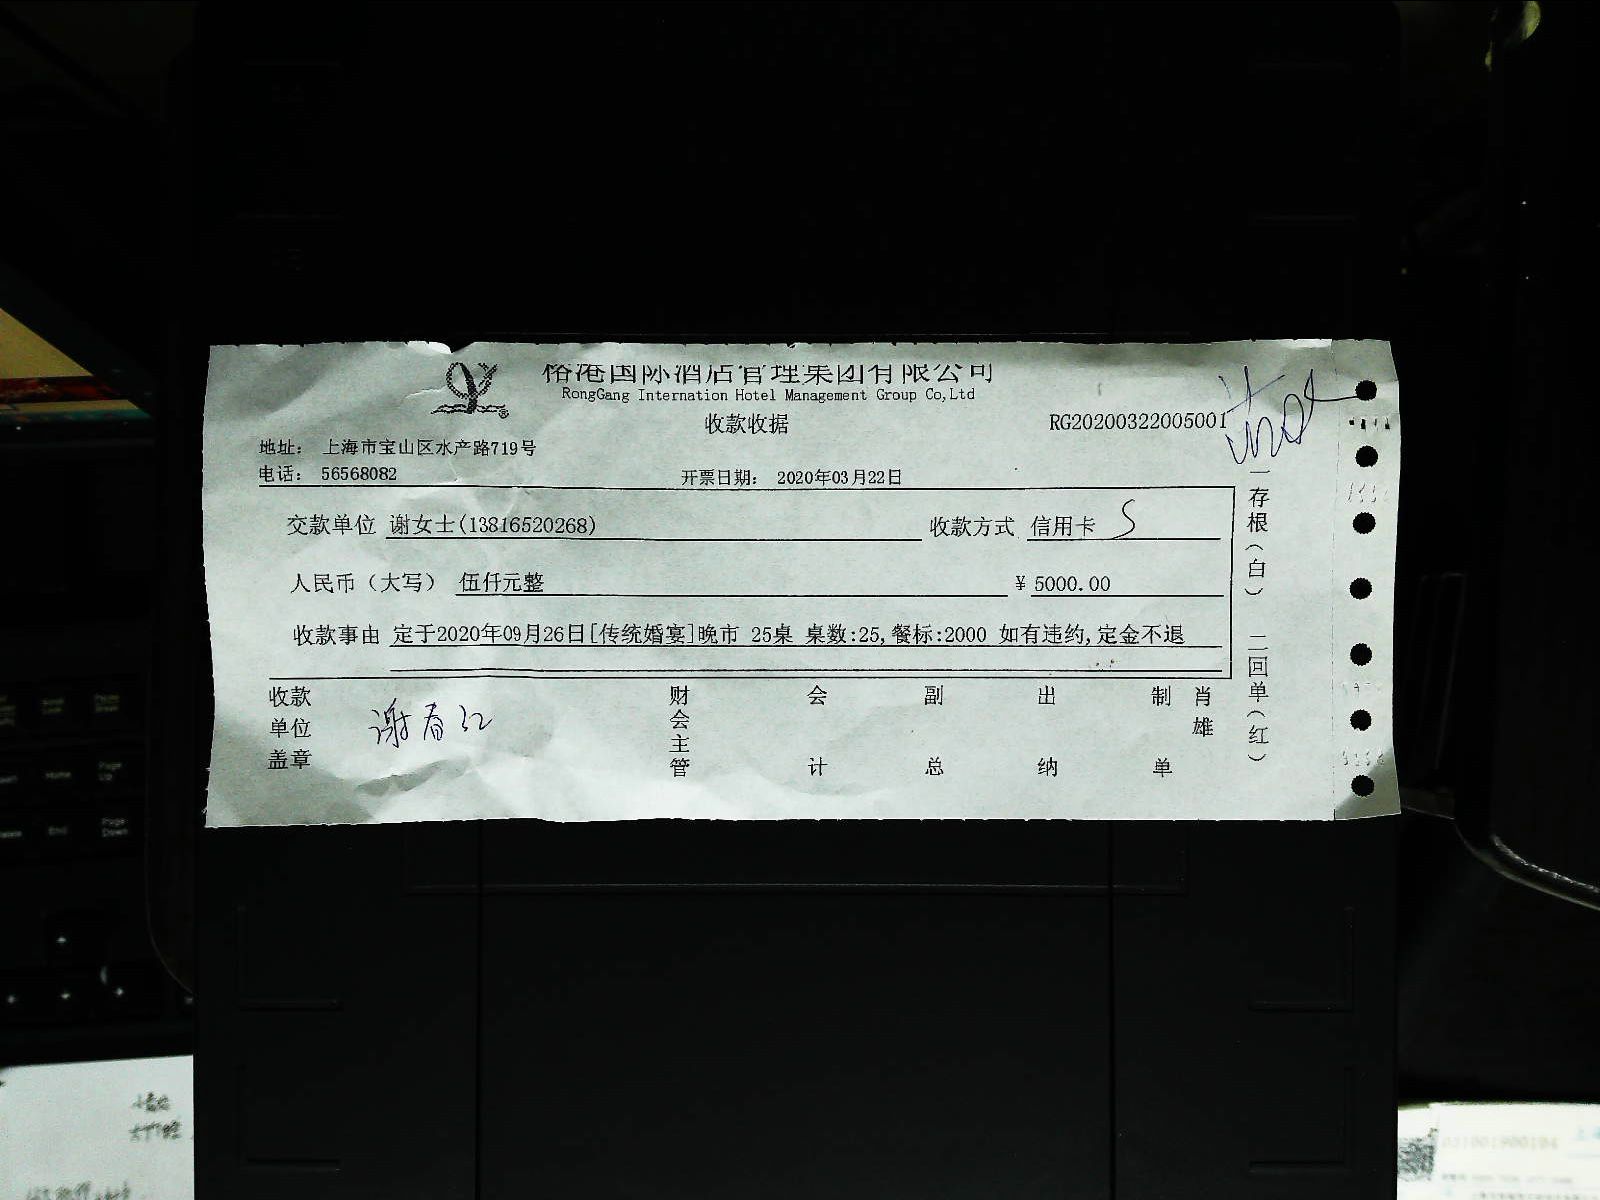 榕港国际酒店管理集团有限公司
RongGang Internation Hotel Management Group Co,Ltd
收款收据
RG20200322005001
地址： 上海市宝山区水产路719号
电话： 56568082
开票日期： 2020年03月22日
交款单位 谢女士(13816520268)
收款方式 信用卡 S
人民币（大写） 伍仟元整
¥ 5000.00
收款事由 定于2020年09月26日[传统婚宴]晚市 25桌 桌数:25,餐标:2000 如有违约,定金不退
收款单位盖章
谢春江
财会主管
会计
副总
出纳
制单
肖雄
一存根（白） 二回单（红）
Page Up
Home
End
Page Down